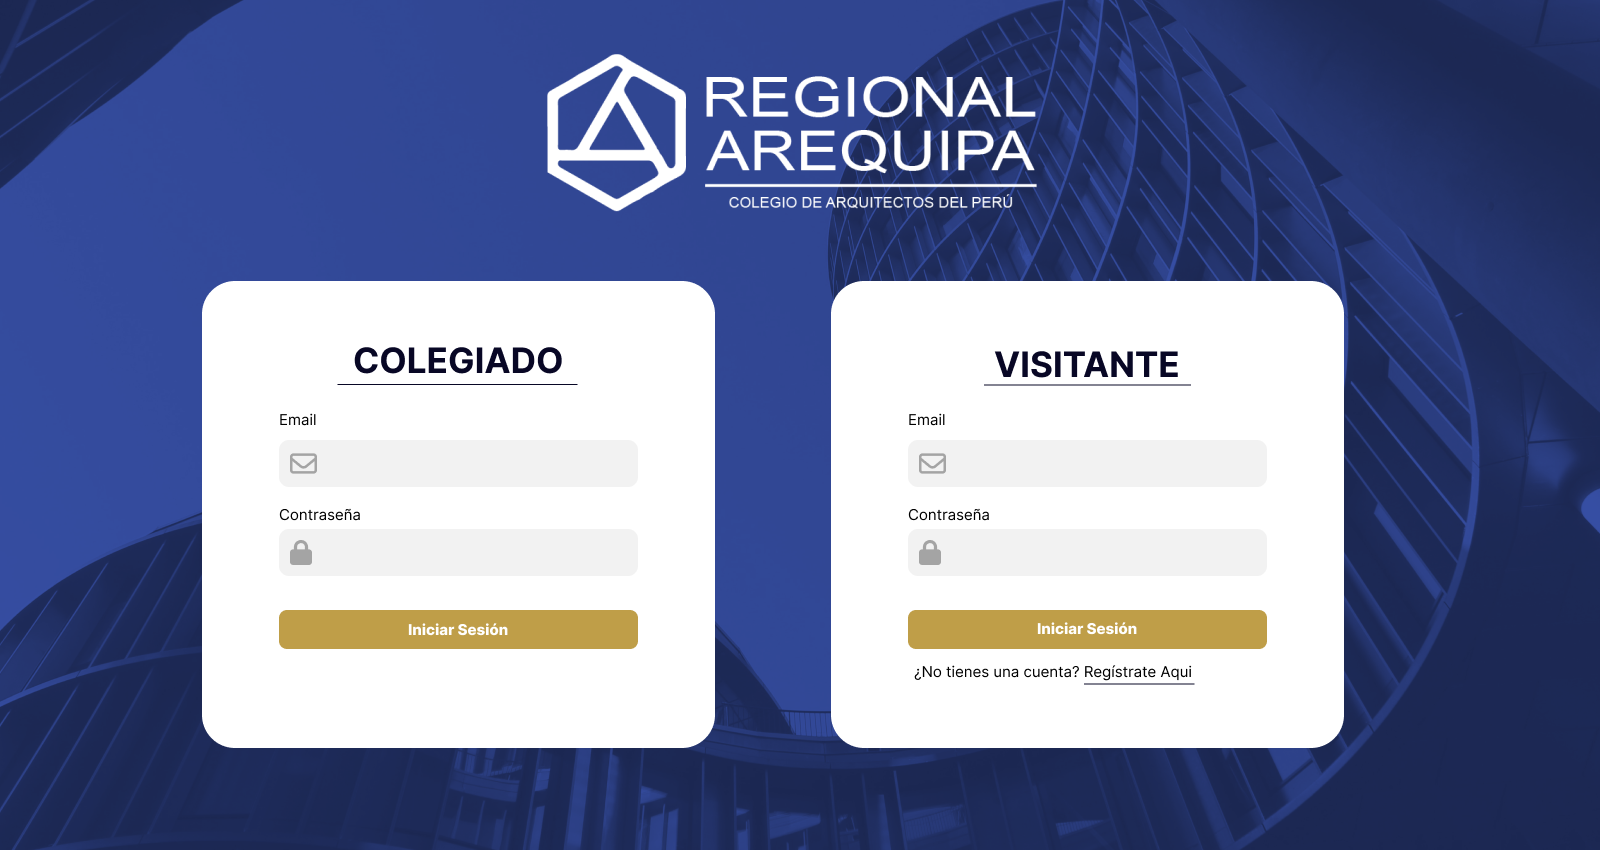 REGIONAL
AREQUIPA
COLEGIO DE ARQUITECTOS DEL PERÚ
COLEGIADO
Email
Contraseña
Iniciar Sesión
VISITANTE
Email
Contraseña
Iniciar Sesión
¿No tienes una cuenta? Regístrate Aqui